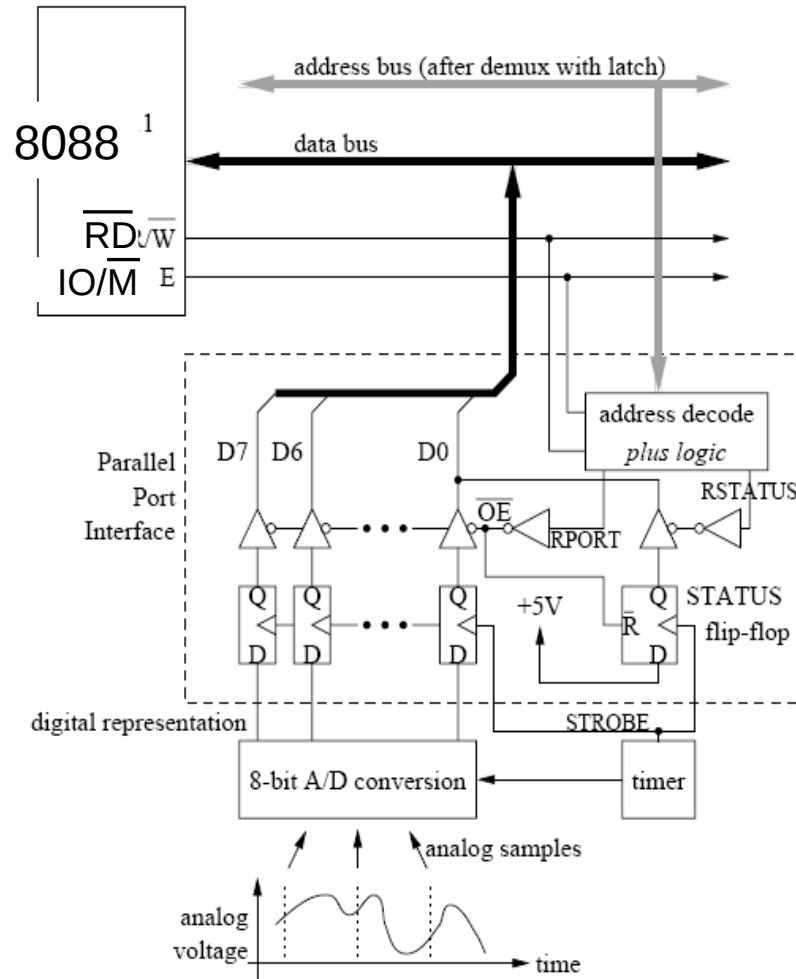 address bus (after demux with latch)
8088
1
data bus
R̅D̅ /W̅
IO/M̅ E
address decode
plus logic
D7 D6 D0
Parallel
Port
Interface
O̅E̅
RPORT
RSTATUS
Q Q Q Q
+5V
R̅
STATUS
flip-flop
D D D D
digital representation
STROBE
8-bit A/D conversion
timer
analog samples
analog
voltage
time